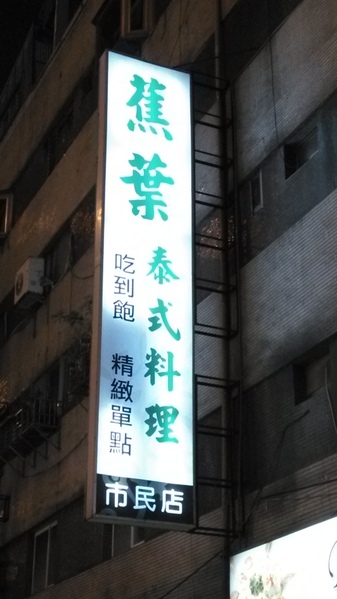 蕉葉
泰式料理
吃到飽 精緻單點
市民店